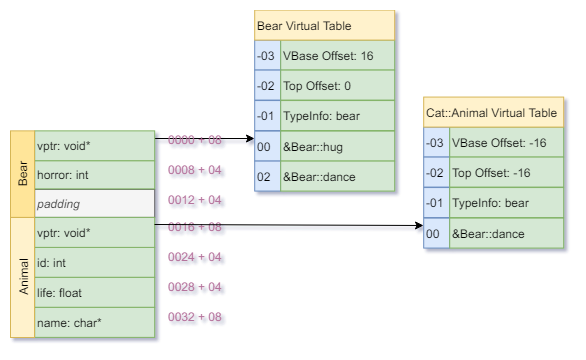 Bear Virtual Table
-03 VBase Offset: 16
-02 Top Offset: 0
-01 TypeInfo: bear
00 &Bear::hug
02 &Bear::dance
Cat::Animal Virtual Table
-03 VBase Offset: -16
-02 Top Offset: -16
-01 TypeInfo: bear
00 &Bear::dance
Bear
vptr: void* 0000 + 08
horror: int 0008 + 04
padding 0012 + 04
Animal
vptr: void* 0016 + 08
id: int 0024 + 04
life: float 0028 + 04
name: char* 0032 + 08